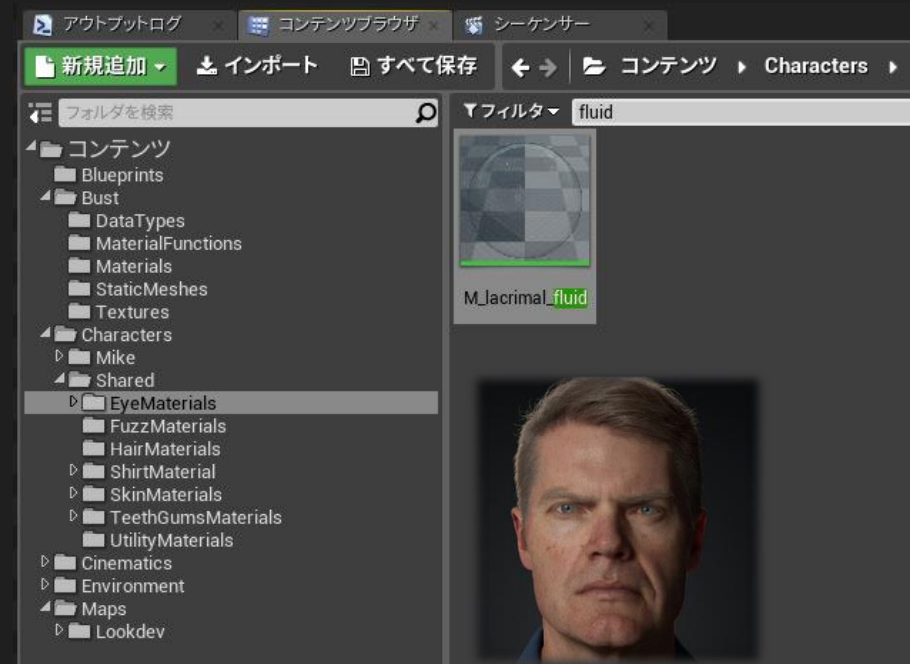 アウトプットログ
コンテンツブラウザ
シーケンサー
新規追加
インポート
すべて保存
コンテンツ
Characters
フォルダを検索
フィルタ
fluid
コンテンツ
Blueprints
Bust
DataTypes
MaterialFunctions
Materials
StaticMeshes
Textures
Characters
Mike
Shared
EyeMaterials
FuzzMaterials
HairMaterials
ShirtMaterial
SkinMaterials
TeethGumsMaterials
UtilityMaterials
Cinematics
Environment
Maps
Lookdev
M_lacrimal_fluid